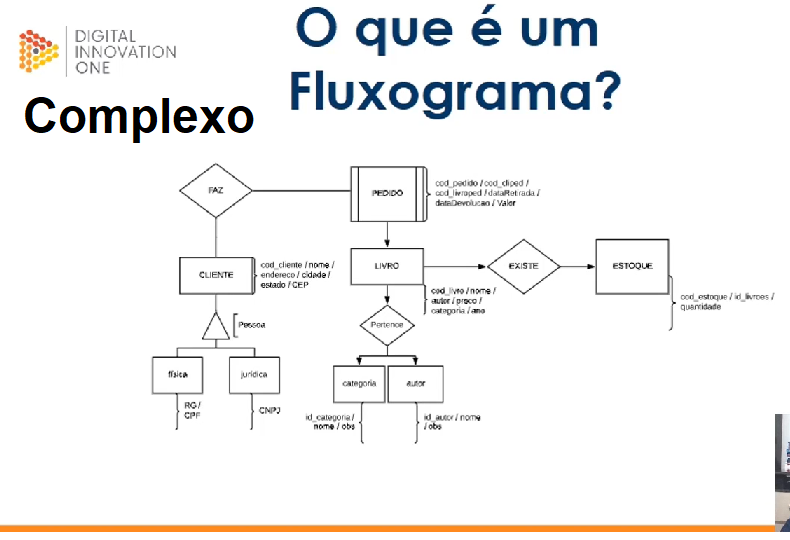 DIGITAL
INNOVATION
ONE
O que é um
Fluxograma?
Complexo
FAZ
PEDIDO
cod_pedido / cod_cliped /
cod_livroped / dataRetirada /
dataDevolucao / Valor
CLIENTE
cod_cliente / nome /
endereco / cidade /
estado / CEP
LIVRO
EXISTE
ESTOQUE
cod_livro / nome /
autor / preco /
categoria / ano
cod_estoque / id_livroes /
quantidade
Pessoa
Pertence
física
jurídica
categoria
autor
RG /
CPF
CNPJ
id_categoria /
nome / obs
id_autor / nome
/ obs